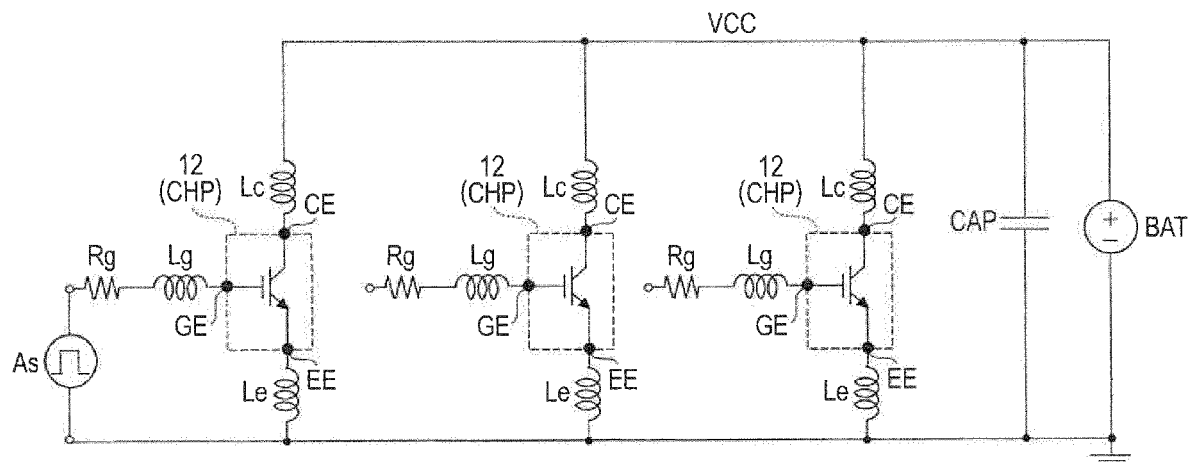 VCC
12
(CHP)
Lc
CE
Rg
Lg
GE
EE
Le
As
12
(CHP)
Lc
CE
Rg
Lg
GE
EE
Le
12
(CHP)
Lc
CE
Rg
Lg
GE
EE
Le
CAP
+
−
BAT